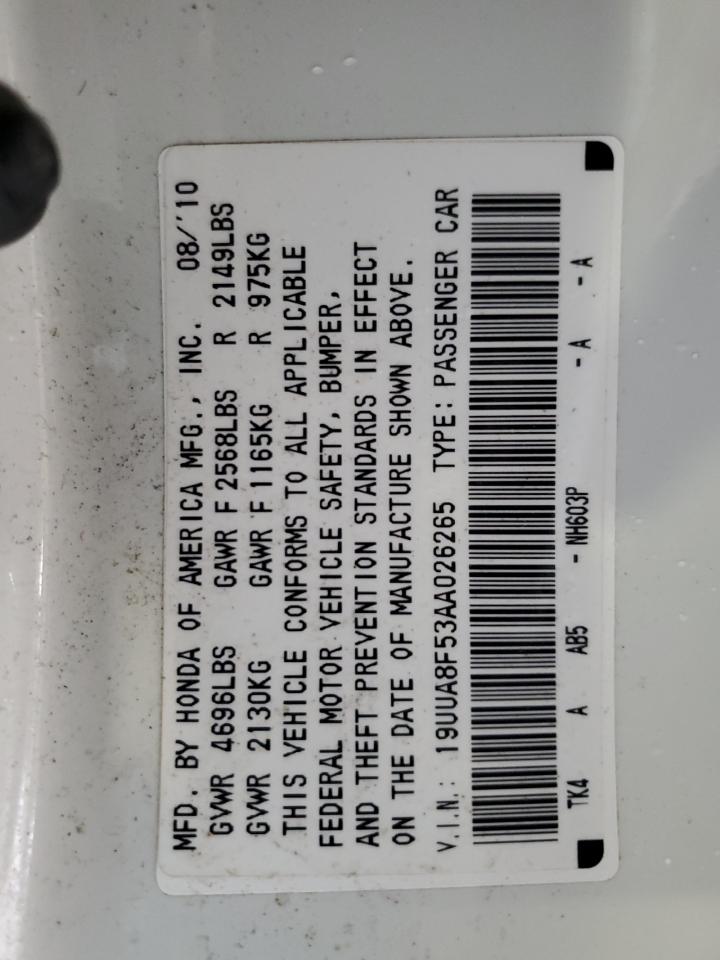 MFD. BY HONDA OF AMERICA MFG., INC. 08/'10
GVWR 4696LBS GAWR F 2568LBS R 2149LBS
GVWR 2130KG GAWR F 1165KG R 975KG
THIS VEHICLE CONFORMS TO ALL APPLICABLE
FEDERAL MOTOR VEHICLE SAFETY, BUMPER,
AND THEFT PREVENTION STANDARDS IN EFFECT
ON THE DATE OF MANUFACTURE SHOWN ABOVE.
V.I.N.: 19UUA8F53AA026265 TYPE: PASSENGER CAR
TK4 A AB5 - NH603P - A - A